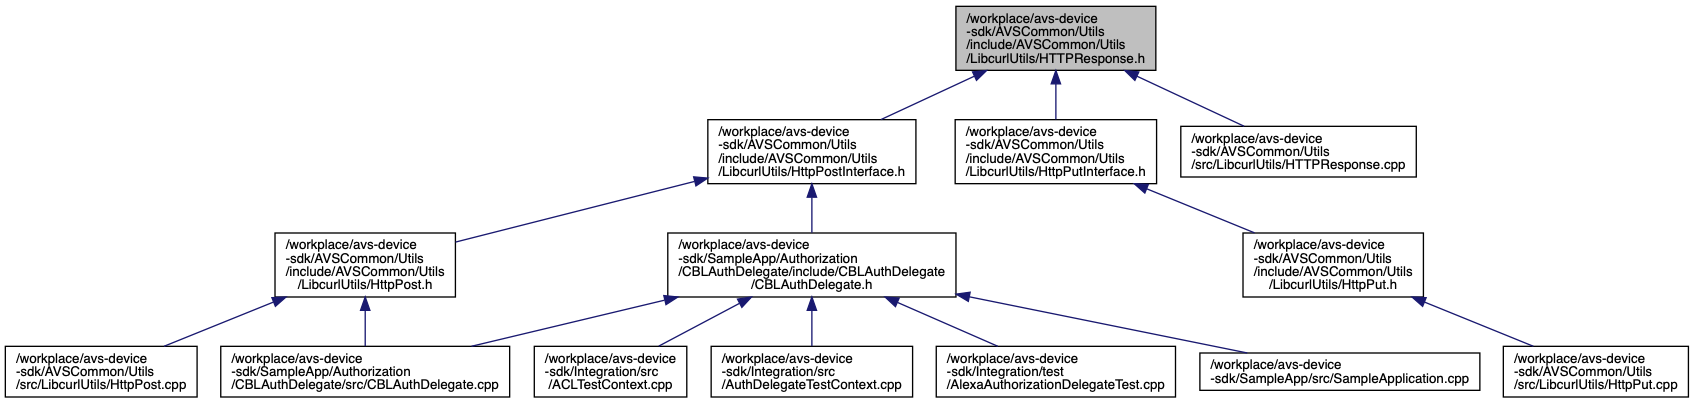 /workplace/avs-device
-sdk/AVSCommon/Utils
/include/AVSCommon/Utils
/LibcurlUtils/HTTPResponse.h
/workplace/avs-device
-sdk/AVSCommon/Utils
/include/AVSCommon/Utils
/LibcurlUtils/HttpPostInterface.h
/workplace/avs-device
-sdk/AVSCommon/Utils
/include/AVSCommon/Utils
/LibcurlUtils/HttpPutInterface.h
/workplace/avs-device
-sdk/AVSCommon/Utils
/src/LibcurlUtils/HTTPResponse.cpp
/workplace/avs-device
-sdk/AVSCommon/Utils
/include/AVSCommon/Utils
/LibcurlUtils/HttpPost.h
/workplace/avs-device
-sdk/SampleApp/Authorization
/CBLAuthDelegate/include/CBLAuthDelegate
/CBLAuthDelegate.h
/workplace/avs-device
-sdk/AVSCommon/Utils
/include/AVSCommon/Utils
/LibcurlUtils/HttpPut.h
/workplace/avs-device
-sdk/AVSCommon/Utils
/src/LibcurlUtils/HttpPost.cpp
/workplace/avs-device
-sdk/SampleApp/Authorization
/CBLAuthDelegate/src/CBLAuthDelegate.cpp
/workplace/avs-device
-sdk/Integration/src
/ACLTestContext.cpp
/workplace/avs-device
-sdk/Integration/src
/AuthDelegateTestContext.cpp
/workplace/avs-device
-sdk/Integration/test
/AlexaAuthorizationDelegateTest.cpp
/workplace/avs-device
-sdk/SampleApp/src/SampleApplication.cpp
/workplace/avs-device
-sdk/AVSCommon/Utils
/src/LibcurlUtils/HttpPut.cpp